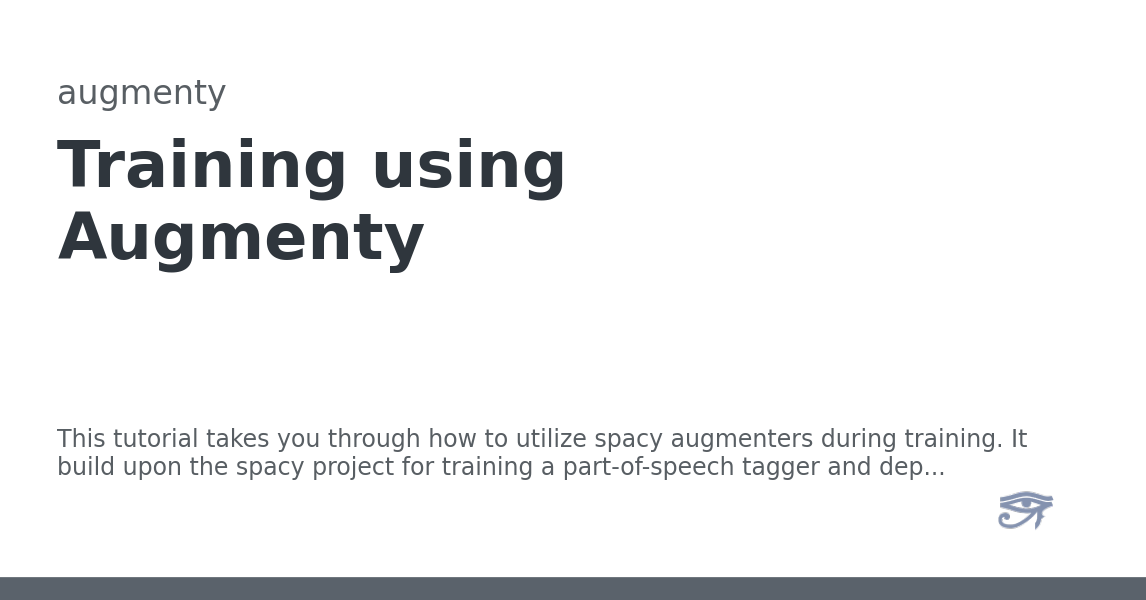 augmenty
Training using
Augmenty
This tutorial takes you through how to utilize spacy augmenters during training. It
build upon the spacy project for training a part-of-speech tagger and dep...